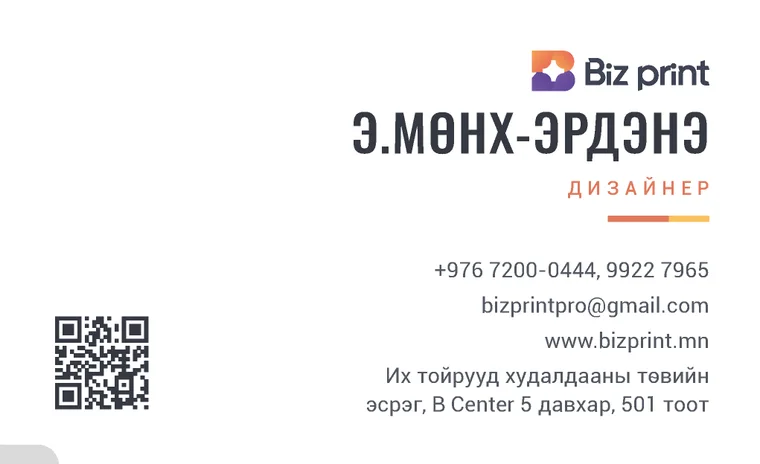 Biz print
Э.МӨНХ-ЭРДЭНЭ
ДИЗАЙНЕР
+976 7200-0444, 9922 7965
bizprintpro@gmail.com
www.bizprint.mn
Их тойрууд худалдааны төвийн
эсрэг, B Center 5 давхар, 501 тоот